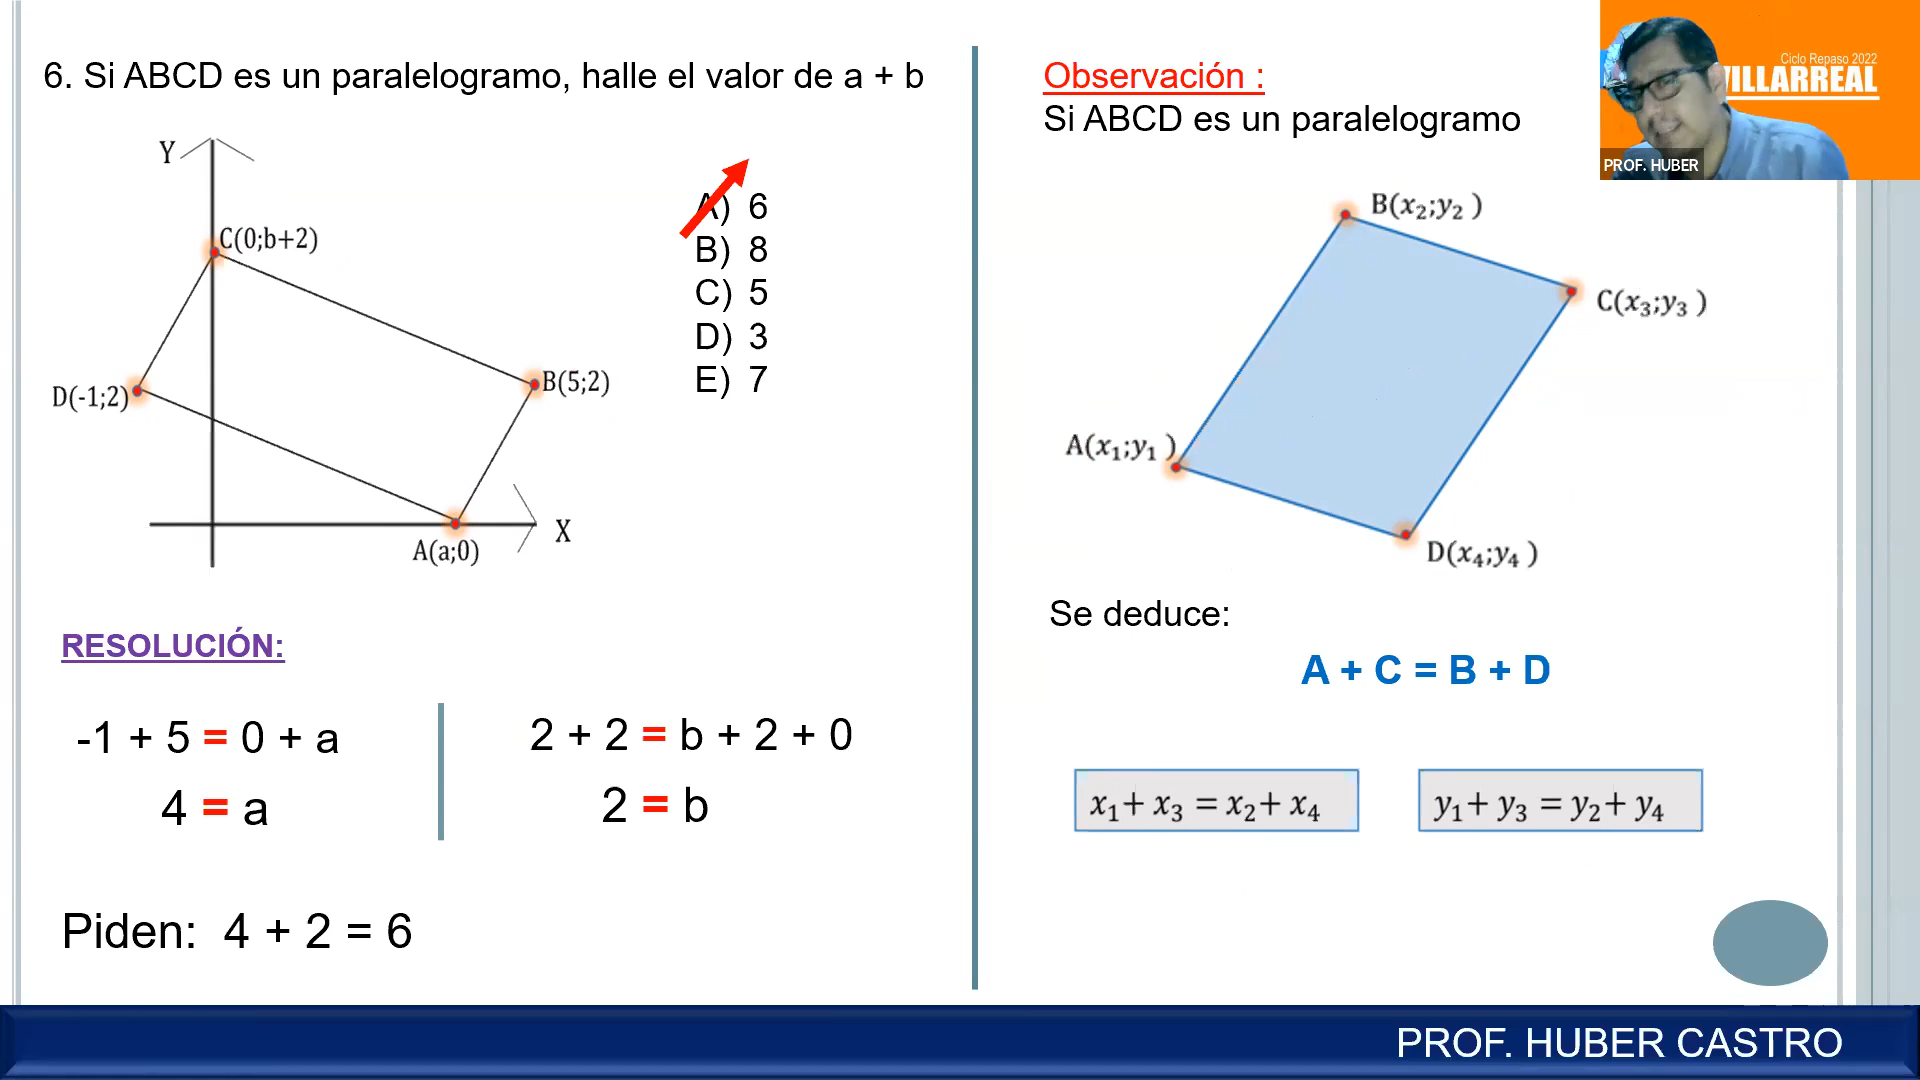 6. Si ABCD es un paralelogramo, halle el valor de a + b
Y
C(0;b+2)
D(-1;2)
B(5;2)
A(a;0)
X
A) 6
B) 8
C) 5
D) 3
E) 7
RESOLUCIÓN:
-1 + 5 = 0 + a
4 = a
2 + 2 = b + 2 + 0
2 = b
Piden: 4 + 2 = 6
Observación :
Si ABCD es un paralelogramo
B(x₂;y₂ )
C(x₃;y₃ )
A(x₁;y₁ )
D(x₄;y₄ )
Se deduce:
A + C = B + D
x₁+ x₃ = x₂+ x₄
y₁+ y₃ = y₂+ y₄
Ciclo Repaso 2022
VILLARREAL
PROF. HUBER
PROF. HUBER CASTRO